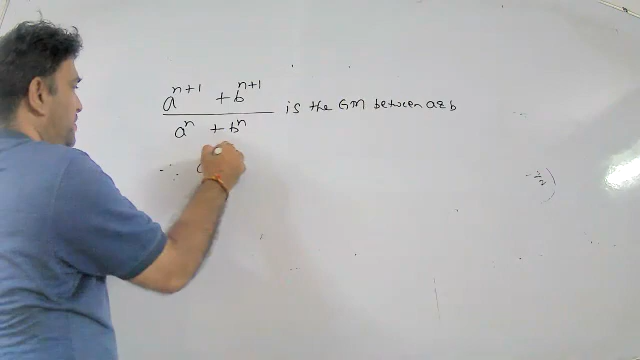 a^{n+1} + b^{n+1}
a^n + b^n
is the GM between a & b
∴